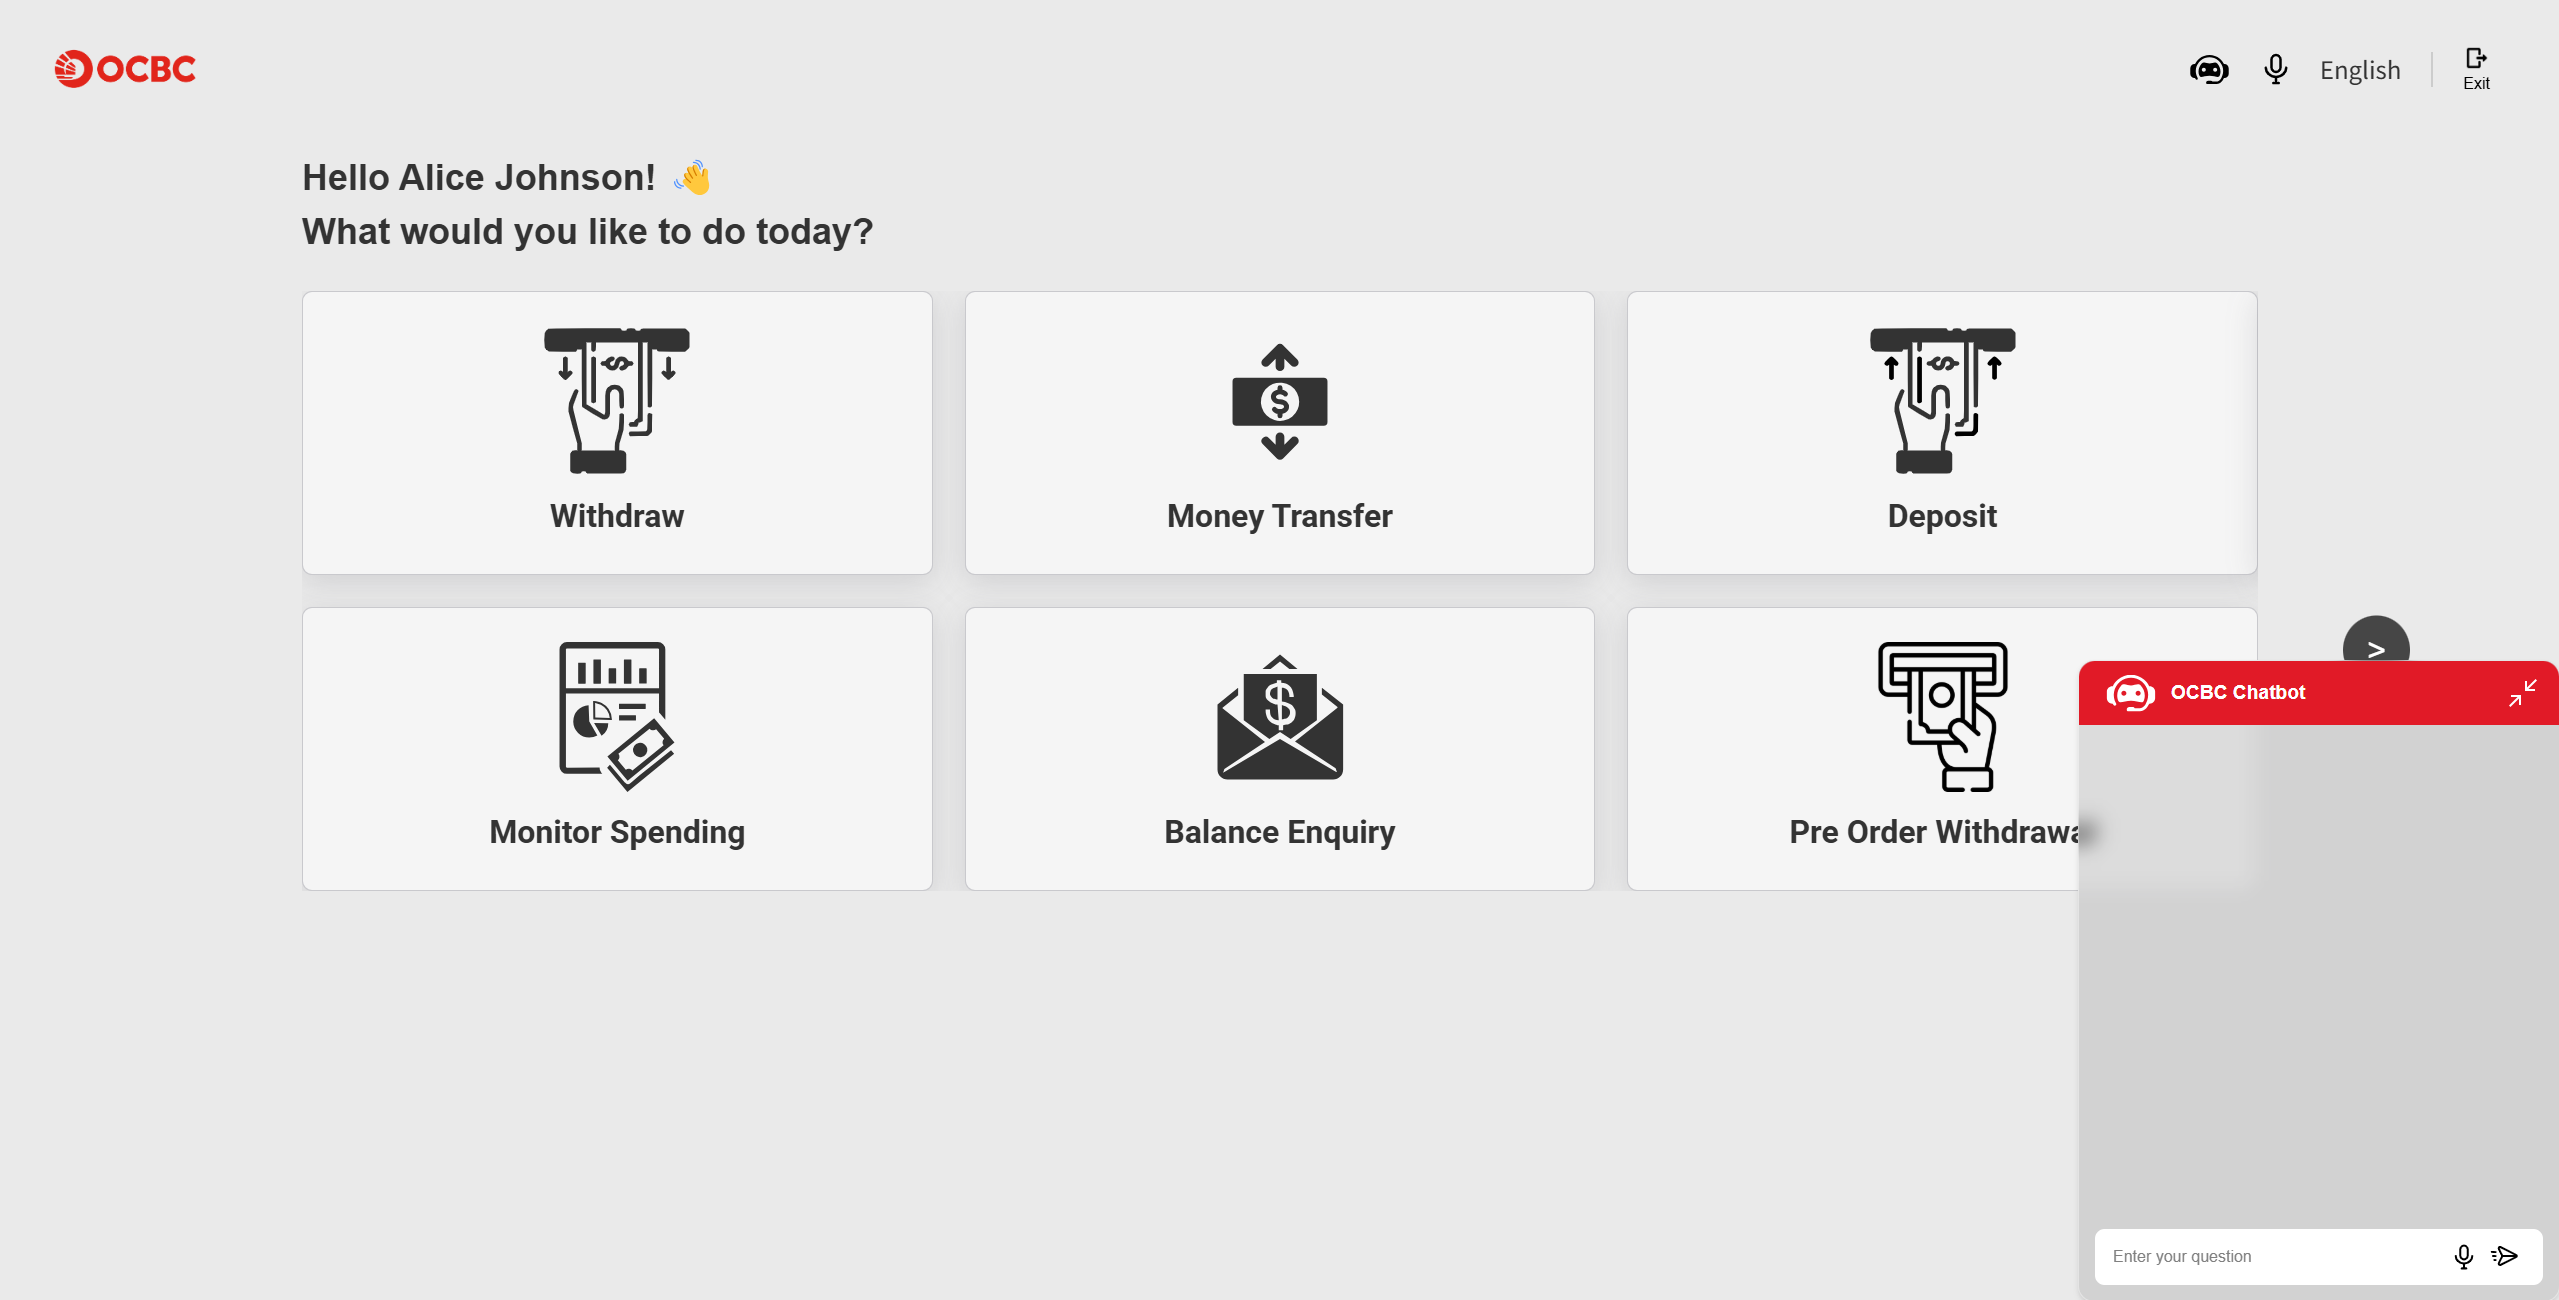 OCBC
English
Exit
Hello Alice Johnson! 👋
What would you like to do today?
Withdraw
Money Transfer
Deposit
Monitor Spending
Balance Enquiry
Pre Order Withdrawa
>
OCBC Chatbot
Enter your question